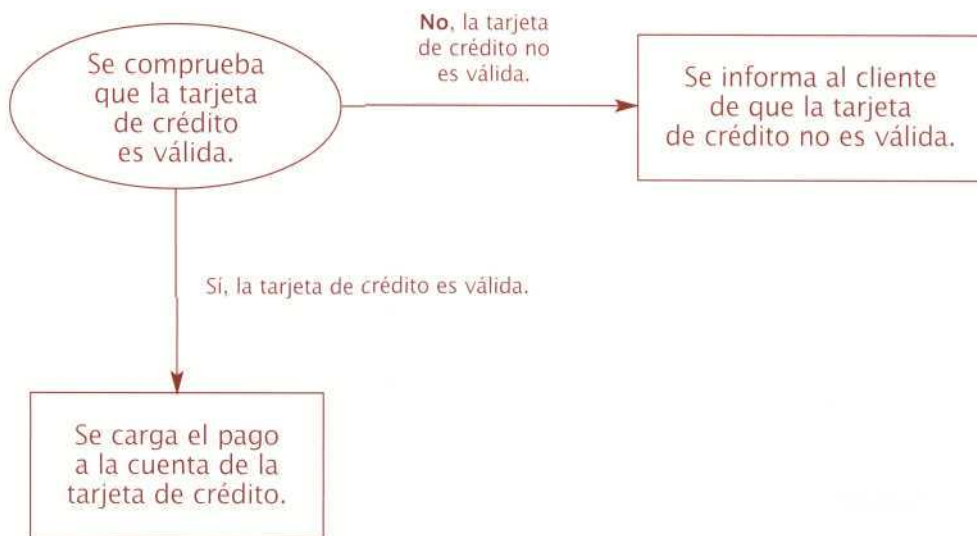 Se comprueba
que la tarjeta
de crédito
es válida.
No, la tarjeta
de crédito no
es válida.
Se informa al cliente
de que la tarjeta
de crédito no es válida.
Sí, la tarjeta de crédito es válida.
Se carga el pago
a la cuenta de la
tarjeta de crédito.